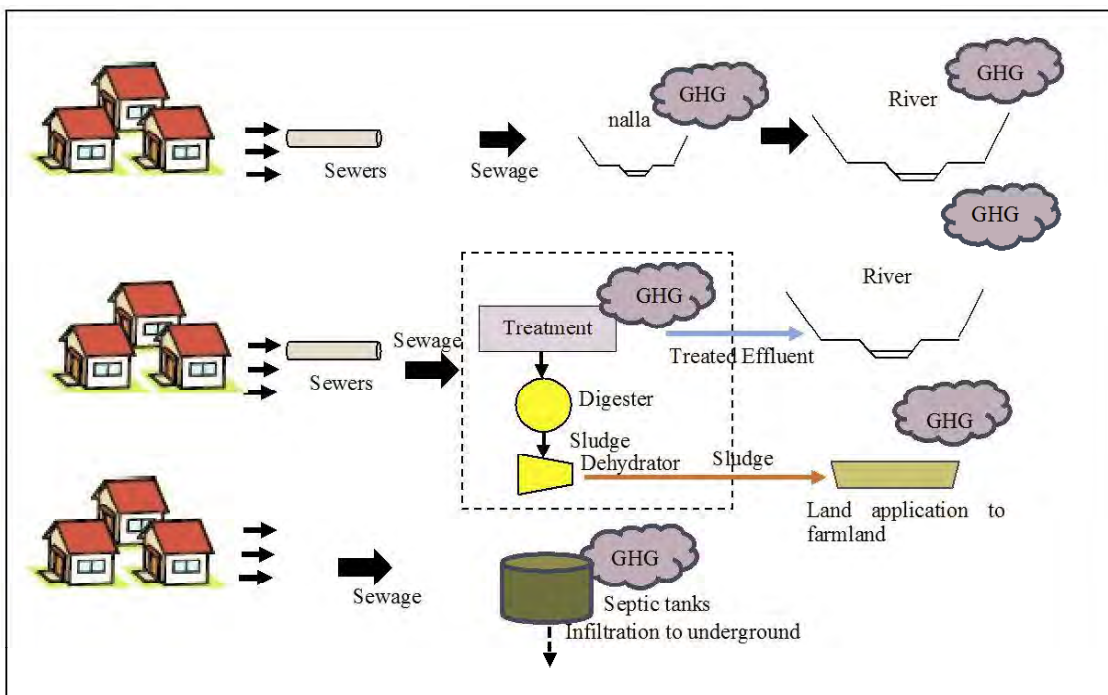 GHG
GHG
River
nalla
Sewers
Sewage
GHG
GHG
River
Treatment
Sewage
Treated Effluent
Sewers
Digester
GHG
Sludge
Dehydrator
Sludge
Land application to
farmland
GHG
Sewage
Septic tanks
Infiltration to underground